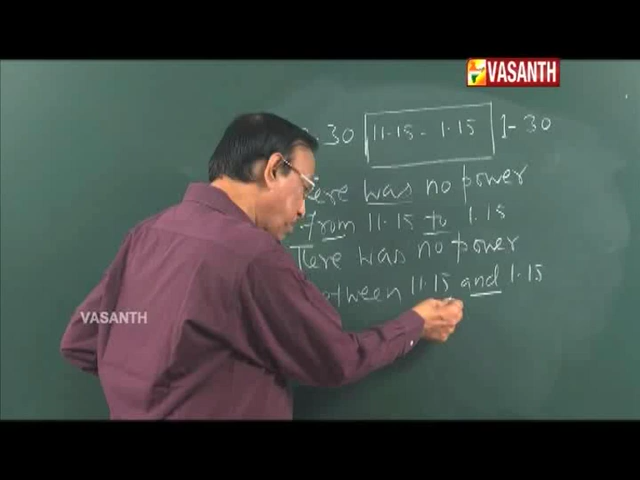 VASANTH
30 11.15 - 1.15 1-30
was no power
from 11.15 to 1.15
There was no power
11.15 and 1.15
VASANTH